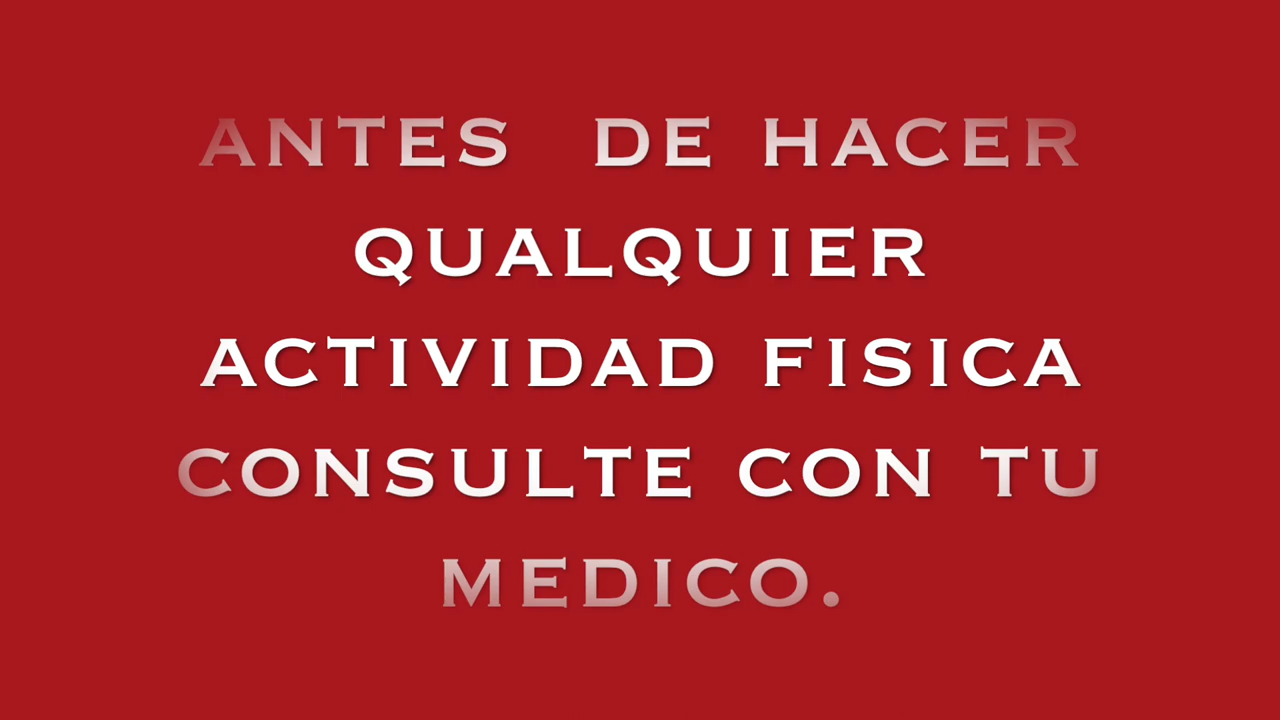 ANTES  DE HACER
QUALQUIER
ACTIVIDAD FISICA
CONSULTE CON TU
MEDICO.